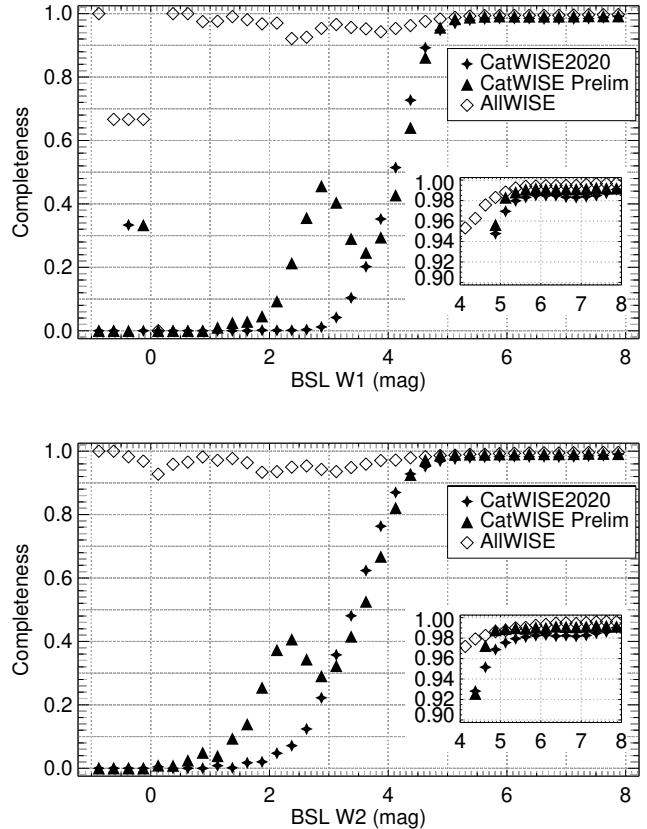 1.0
CatWISE2020
0.8
CatWISE Prelim
AllWISE
0.6
Completeness
0.4
1.00
0.98
0.96
0.94
0.2
0.92
0.90
4 5 6 7 8
0.0
0 2 4 6 8
BSL W1 (mag)
1.0
CatWISE2020
0.8
CatWISE Prelim
AllWISE
0.6
Completeness
0.4
1.00
0.98
0.96
0.94
0.2
0.92
0.90
4 5 6 7 8
0.0
0 2 4 6 8
BSL W2 (mag)